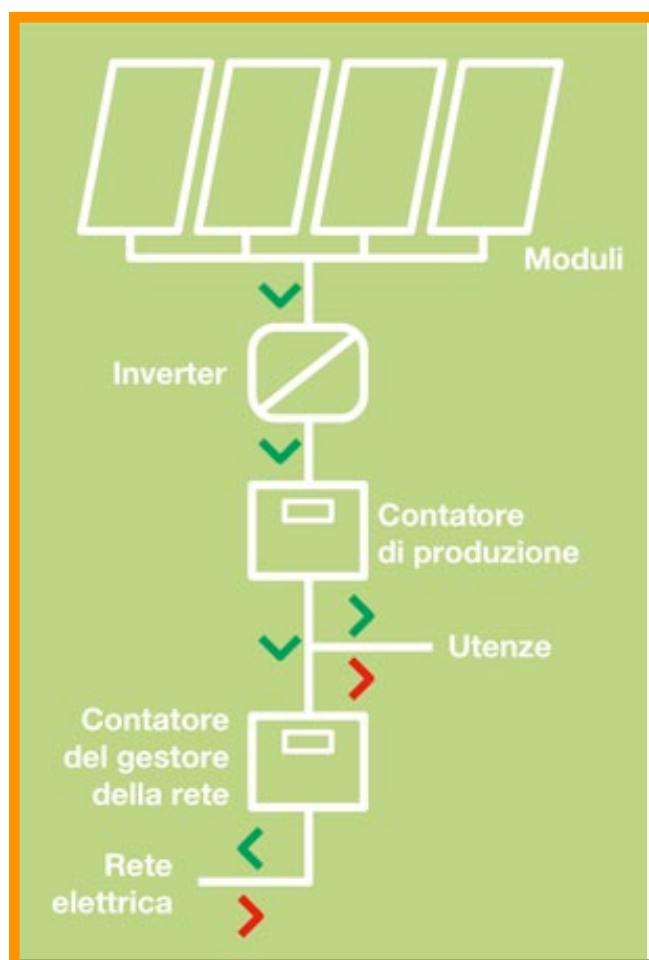 Moduli
Inverter
Contatore
di produzione
Utenze
Contatore
del gestore
della rete
Rete
elettrica